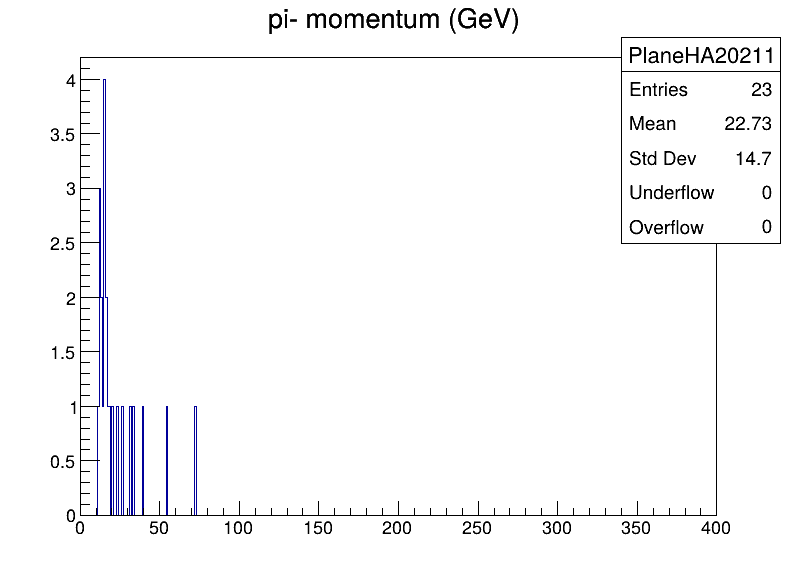 pi- momentum (GeV)
PlaneHA20211
Entries 23
Mean 22.73
Std Dev 14.7
Underflow 0
Overflow 0
4
3.5
3
2.5
2
1.5
1
0.5
0
0 50 100 150 200 250 300 350 400